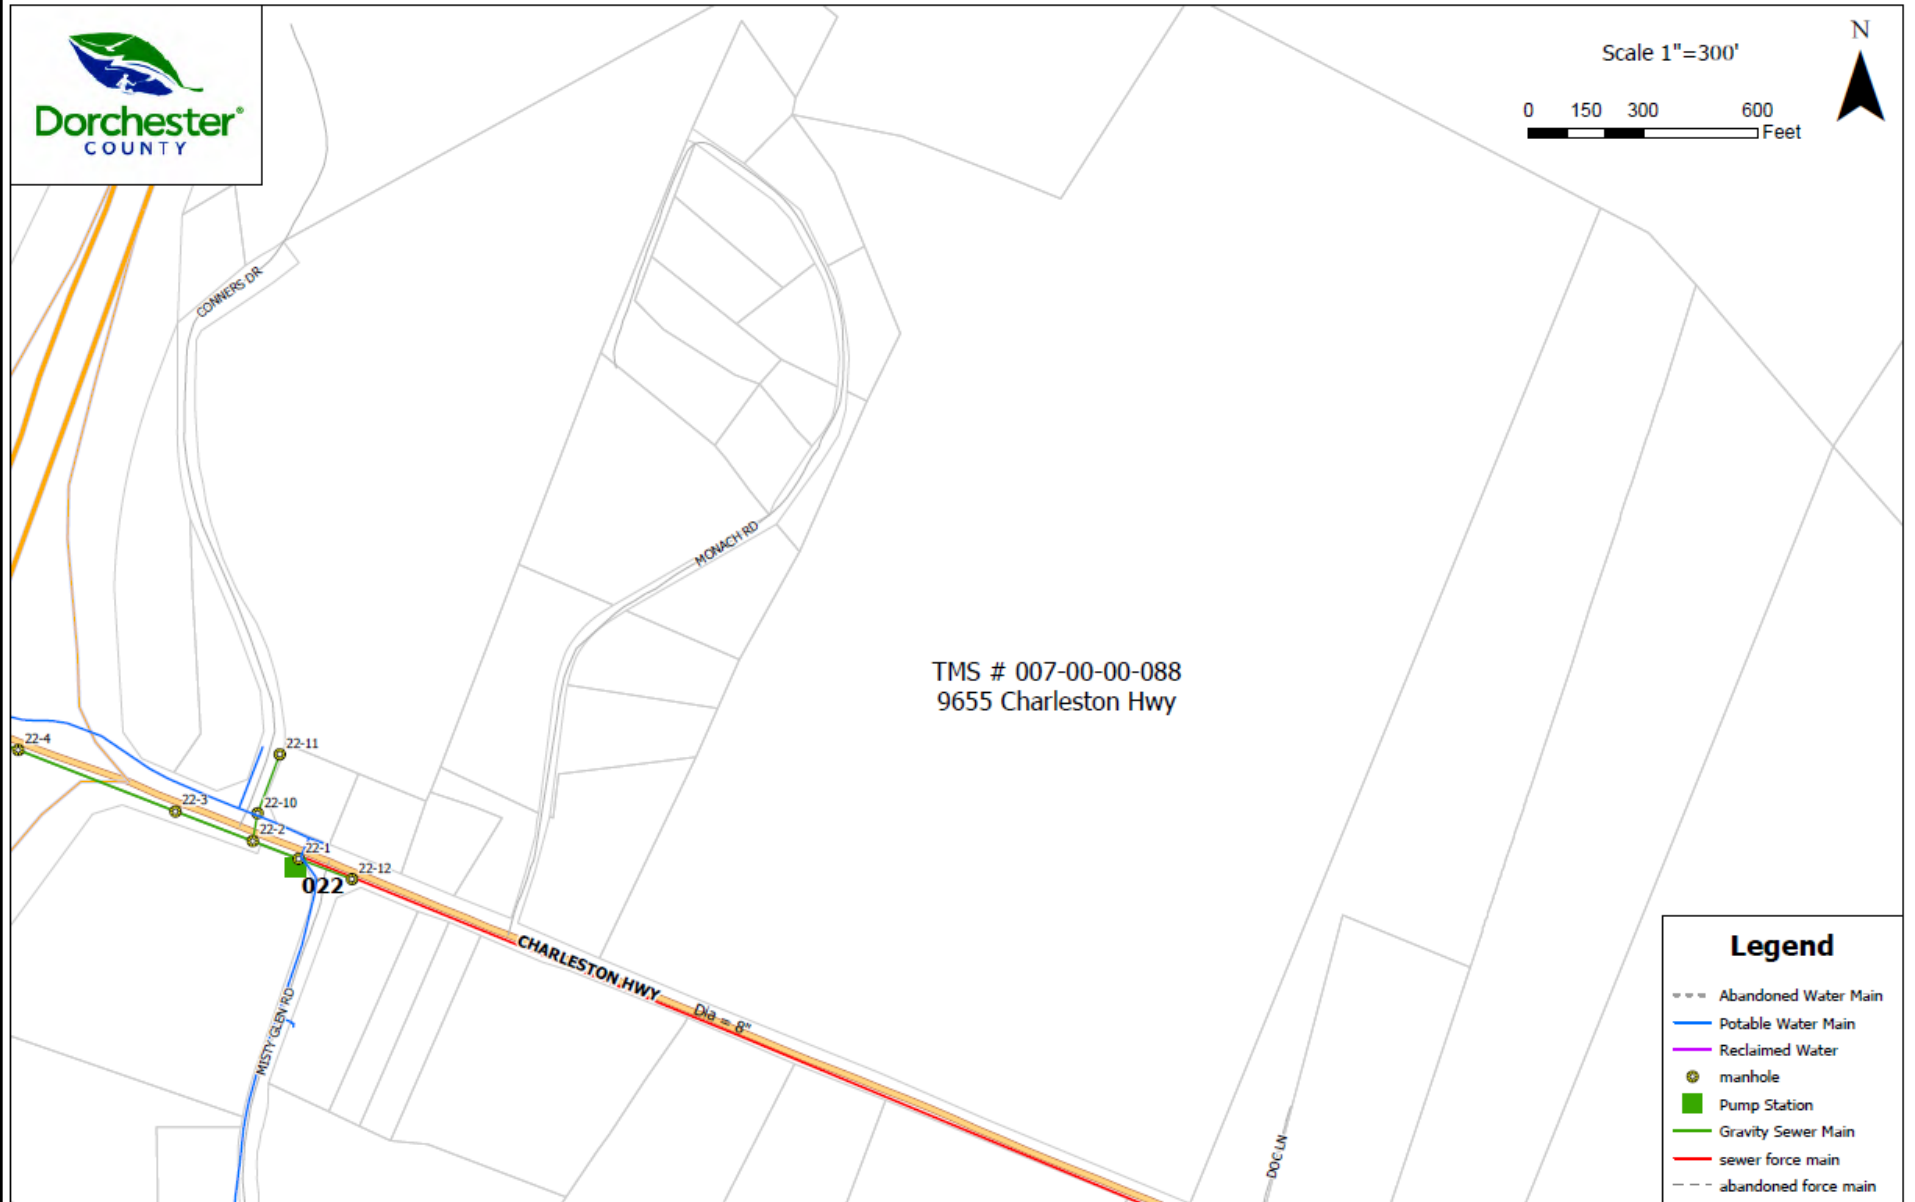 Dorchester®
COUNTY
Scale 1"=300'
N
0 150 300 600
Feet
CONNERS DR
MONACH RD
TMS # 007-00-00-088
9655 Charleston Hwy
22-4
22-11
22-3
22-10
22-2
22-1
22-12
022
CHARLESTON HWY
Dia = 8"
MISTY GLEN RD
DOC LN
Legend
Abandoned Water Main
Potable Water Main
Reclaimed Water
manhole
Pump Station
Gravity Sewer Main
sewer force main
abandoned force main